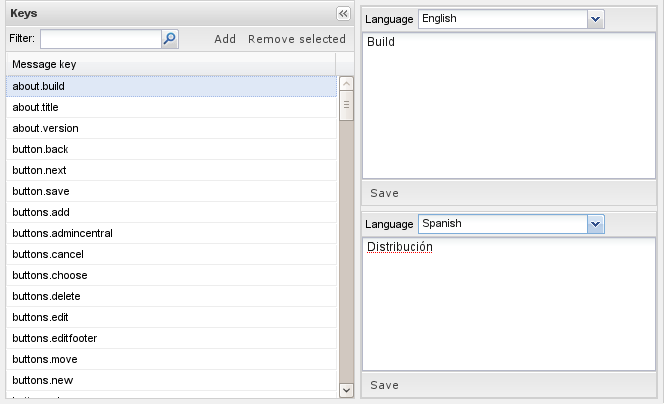 Keys
Filter:
Add Remove selected
Message key
about.build
about.title
about.version
button.back
button.next
button.save
buttons.add
buttons.admincentral
buttons.cancel
buttons.choose
buttons.delete
buttons.edit
buttons.editfooter
buttons.move
buttons.new
Language English
Build
Save
Language Spanish
Distribución
Save